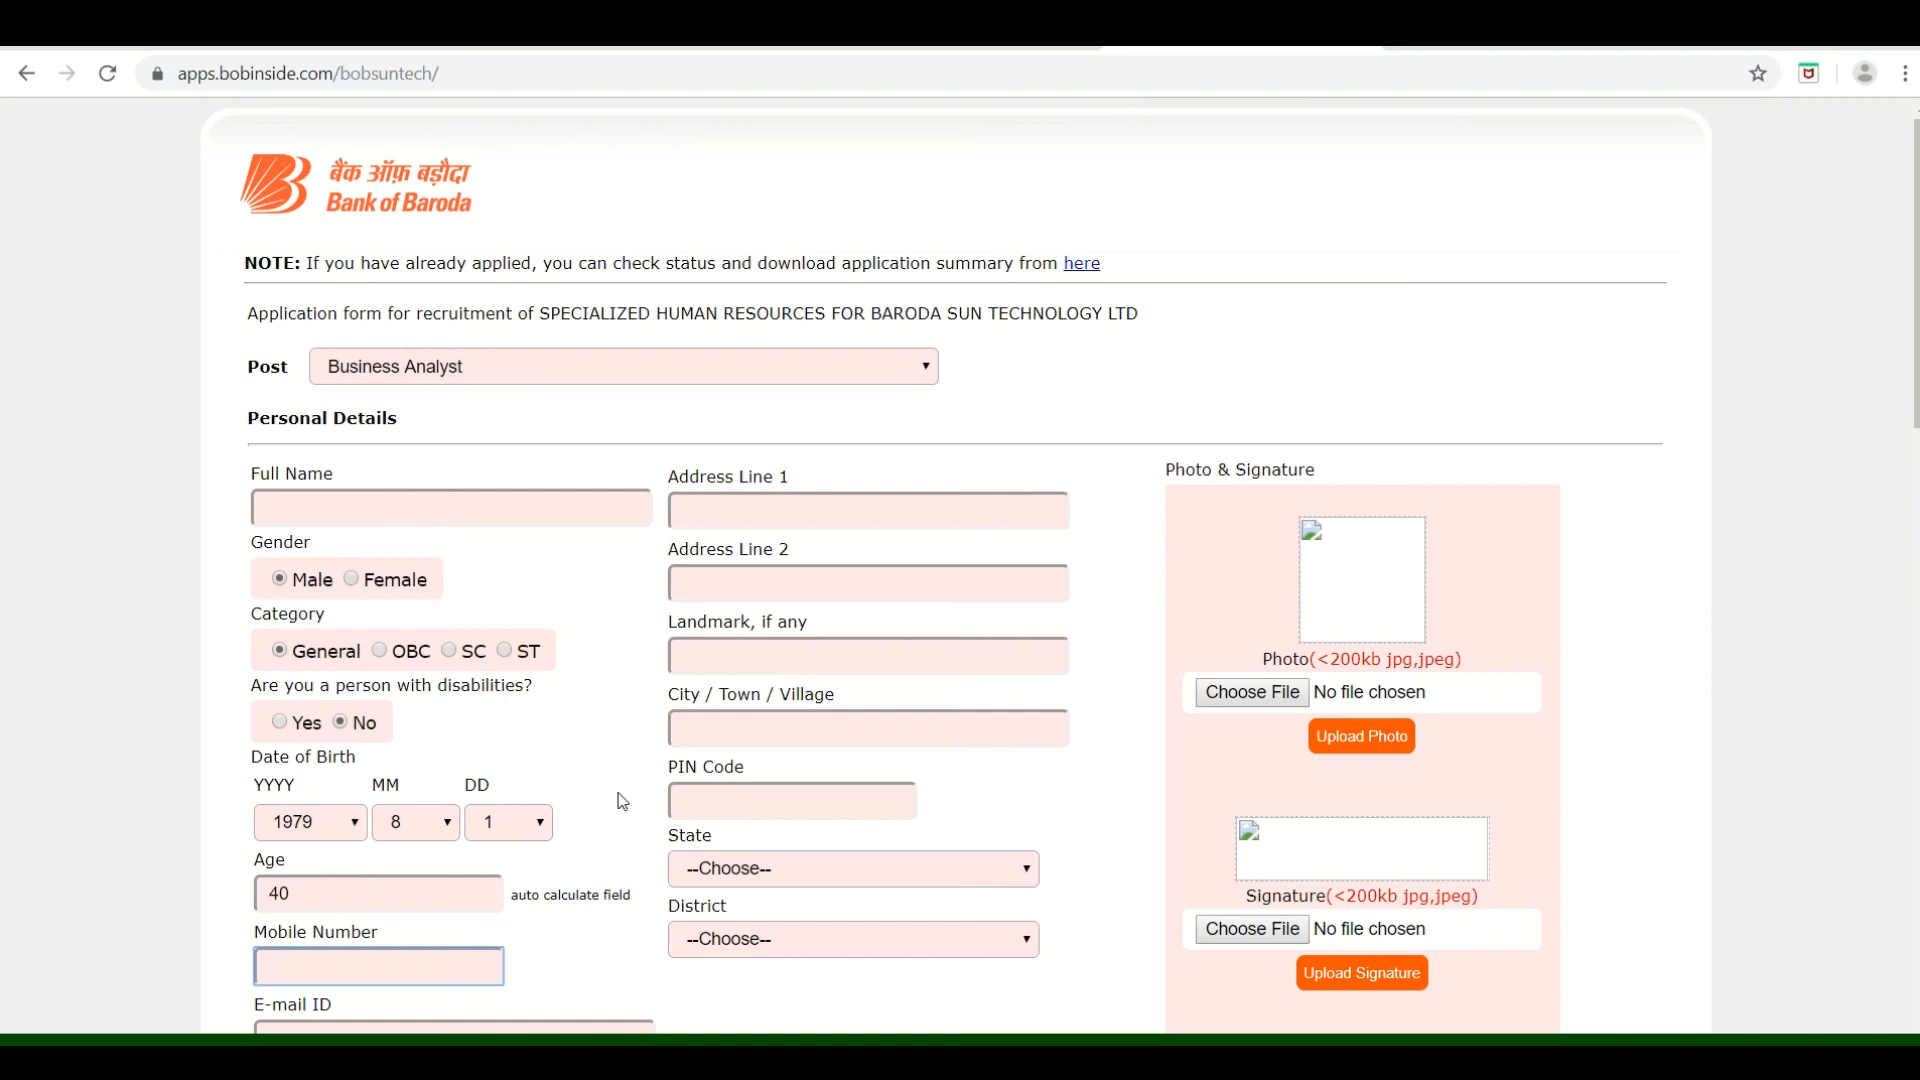 apps.bobinside.com/bobsuntech/
बैंक ऑफ़ बड़ौदा
Bank of Baroda
NOTE: If you have already applied, you can check status and download application summary from here
Application form for recruitment of SPECIALIZED HUMAN RESOURCES FOR BARODA SUN TECHNOLOGY LTD
Post Business Analyst
Personal Details
Full Name
Gender
Male Female
Category
General OBC SC ST
Are you a person with disabilities?
Yes No
Date of Birth
YYYY MM DD
1979 8 1
Age
40 auto calculate field
Mobile Number
E-mail ID
Address Line 1
Address Line 2
Landmark, if any
City / Town / Village
PIN Code
State
--Choose--
District
--Choose--
Photo & Signature
Photo(<200kb jpg,jpeg)
Choose File No file chosen
Upload Photo
Signature(<200kb jpg,jpeg)
Choose File No file chosen
Upload Signature